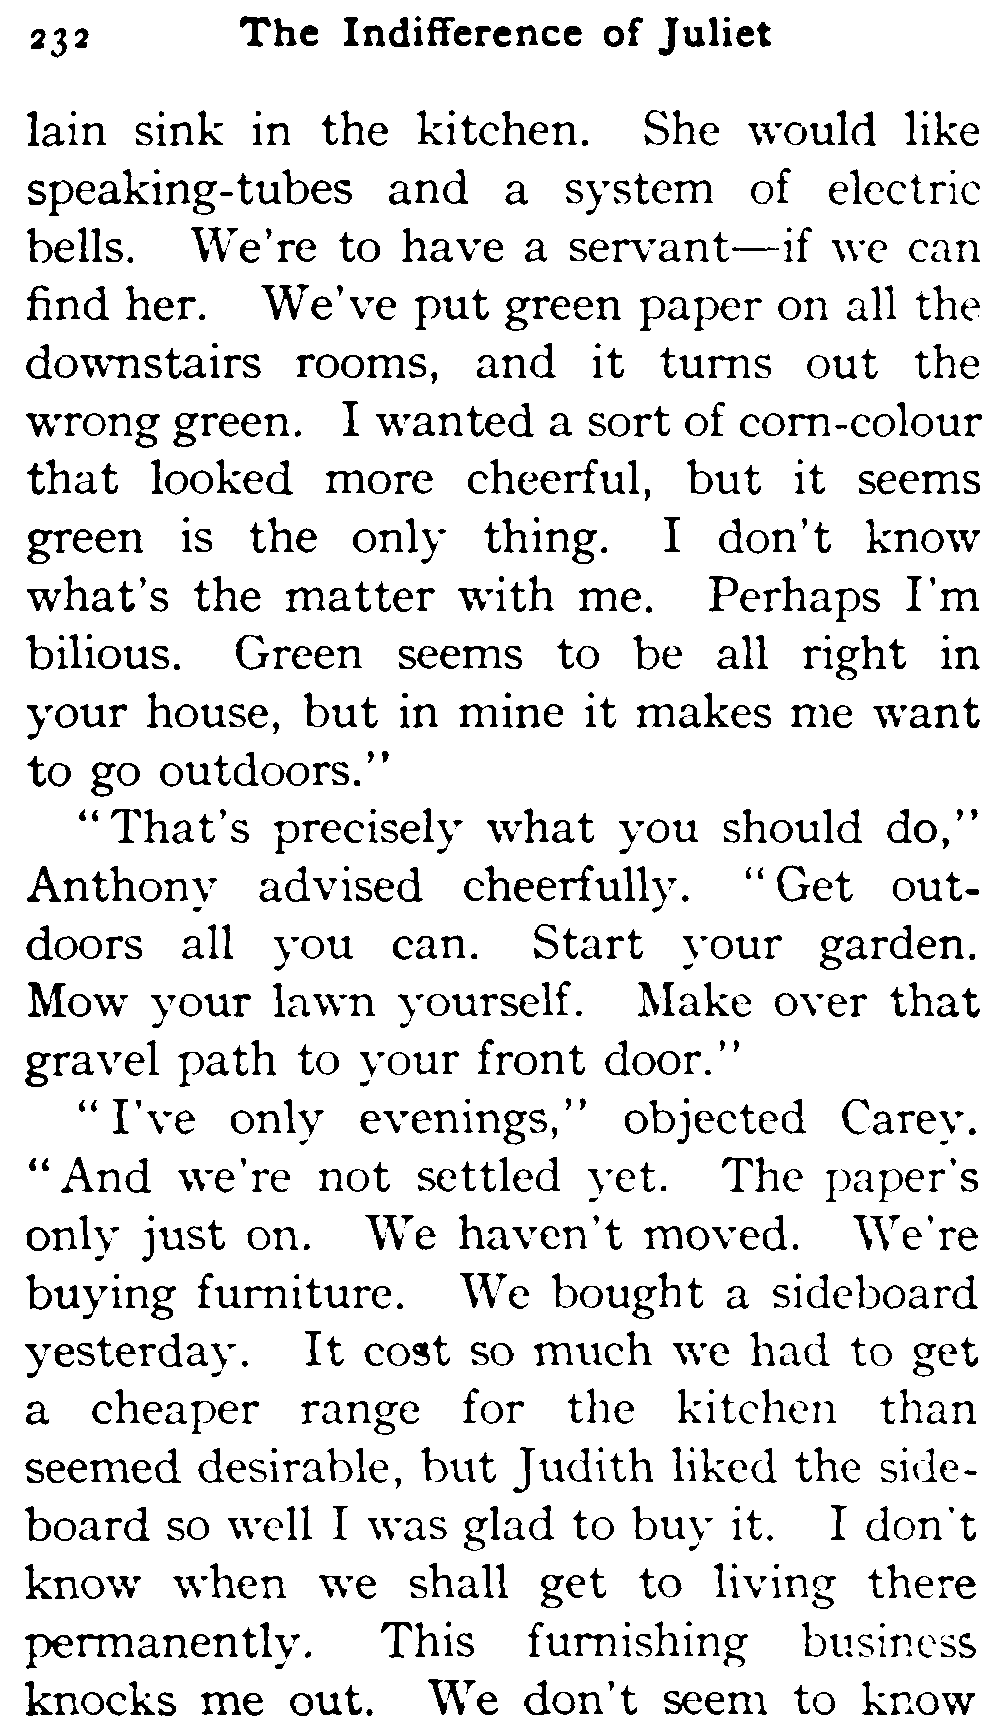 232 The Indifference of Juliet
lain sink in the kitchen. She would like
speaking-tubes and a system of electric
bells. We're to have a servant—if we can
find her. We've put green paper on all the
downstairs rooms, and it turns out the
wrong green. I wanted a sort of corn-colour
that looked more cheerful, but it seems
green is the only thing. I don't know
what's the matter with me. Perhaps I'm
bilious. Green seems to be all right in
your house, but in mine it makes me want
to go outdoors."
"That's precisely what you should do,"
Anthony advised cheerfully. "Get out-
doors all you can. Start your garden.
Mow your lawn yourself. Make over that
gravel path to your front door."
"I've only evenings," objected Carey.
"And we're not settled yet. The paper's
only just on. We haven't moved. We're
buying furniture. We bought a sideboard
yesterday. It cost so much we had to get
a cheaper range for the kitchen than
seemed desirable, but Judith liked the side-
board so well I was glad to buy it. I don't
know when we shall get to living there
permanently. This furnishing business
knocks me out. We don't seem to know